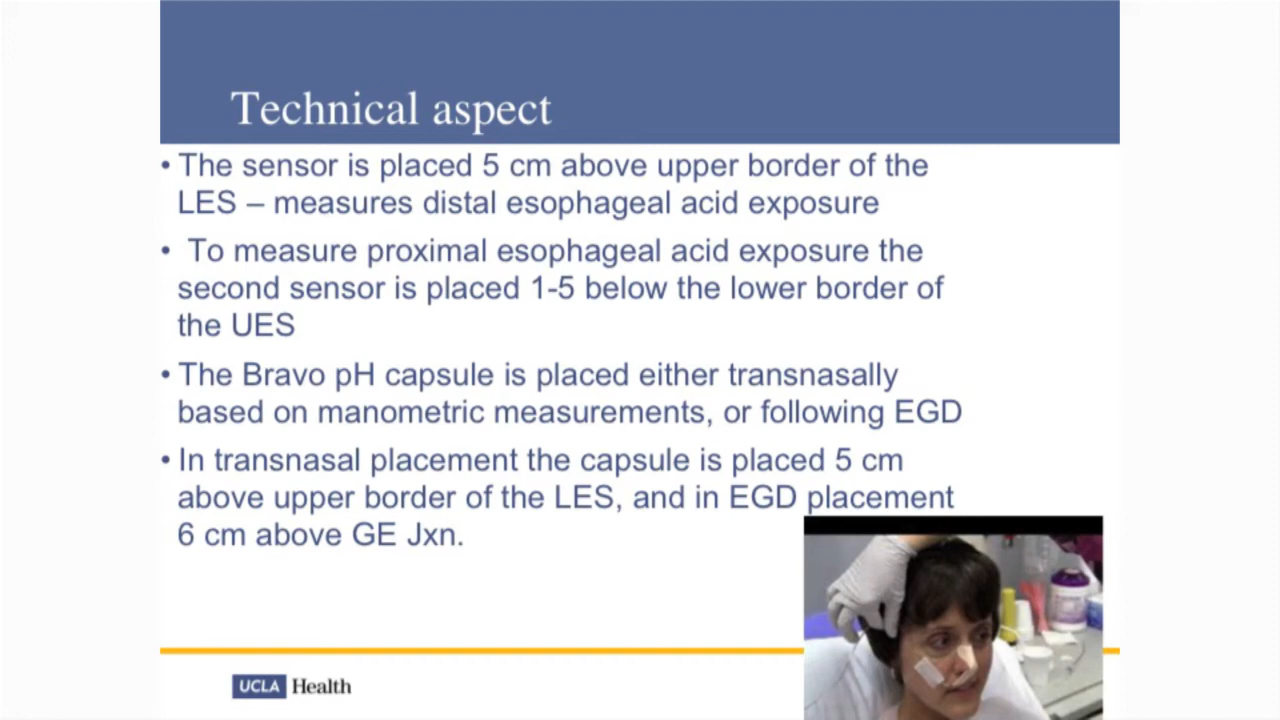 Technical aspect
• The sensor is placed 5 cm above upper border of the
LES – measures distal esophageal acid exposure
• To measure proximal esophageal acid exposure the
second sensor is placed 1-5 below the lower border of
the UES
• The Bravo pH capsule is placed either transnasally
based on manometric measurements, or following EGD
• In transnasal placement the capsule is placed 5 cm
above upper border of the LES, and in EGD placement
6 cm above GE Jxn.
UCLA Health